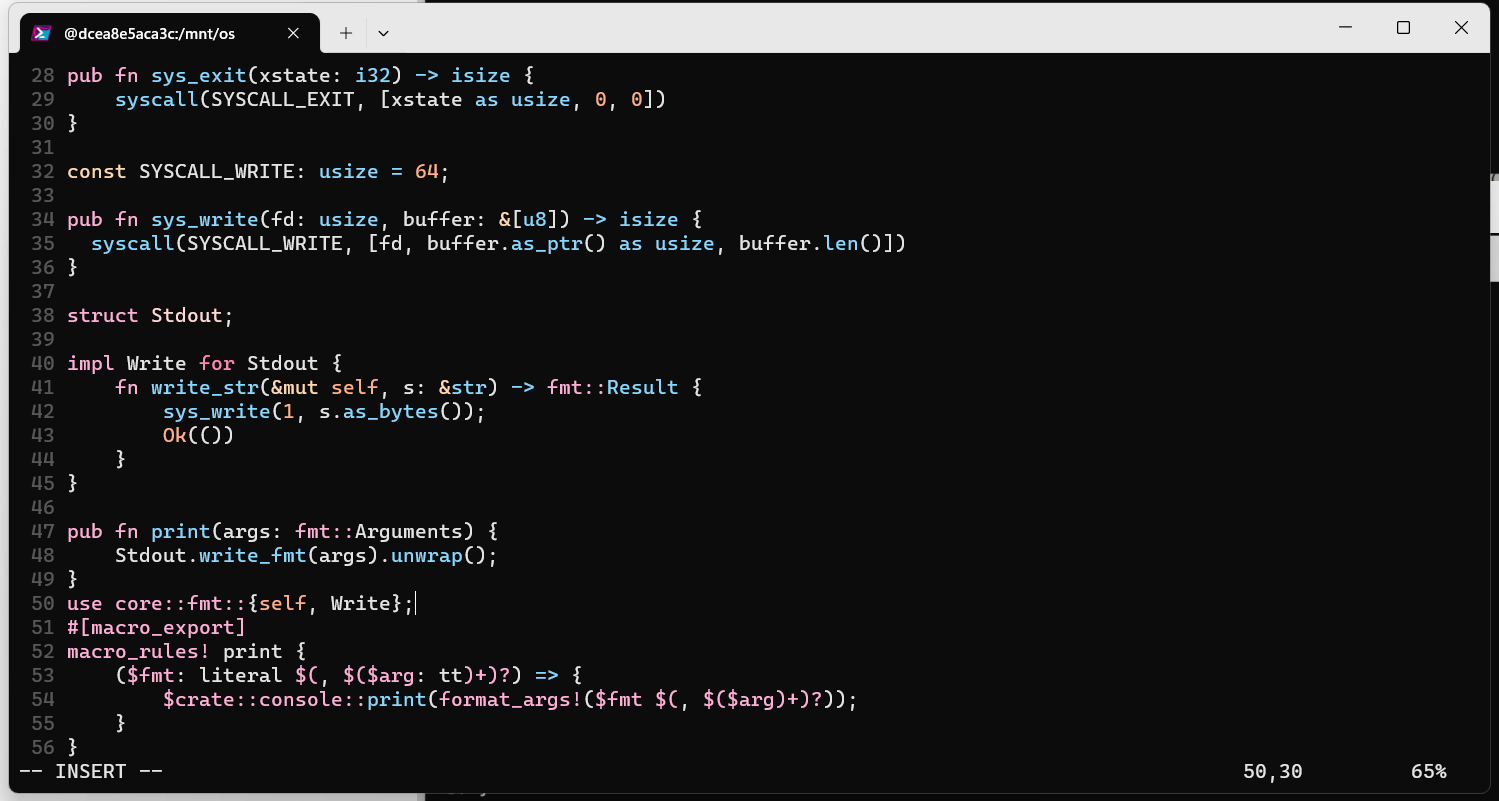 @dcea8e5aca3c:/mnt/os
28 pub fn sys_exit(xstate: i32) -> isize {
29     syscall(SYSCALL_EXIT, [xstate as usize, 0, 0])
30 }
31
32 const SYSCALL_WRITE: usize = 64;
33
34 pub fn sys_write(fd: usize, buffer: &[u8]) -> isize {
35   syscall(SYSCALL_WRITE, [fd, buffer.as_ptr() as usize, buffer.len()])
36 }
37
38 struct Stdout;
39
40 impl Write for Stdout {
41     fn write_str(&mut self, s: &str) -> fmt::Result {
42         sys_write(1, s.as_bytes());
43         Ok(())
44     }
45 }
46
47 pub fn print(args: fmt::Arguments) {
48     Stdout.write_fmt(args).unwrap();
49 }
50 use core::fmt::{self, Write};
51 #[macro_export]
52 macro_rules! print {
53     ($fmt: literal $(, $($arg: tt)+)?) => {
54         $crate::console::print(format_args!($fmt $(, $($arg)+)?));
55     }
56 }
-- INSERT -- 50,30 65%